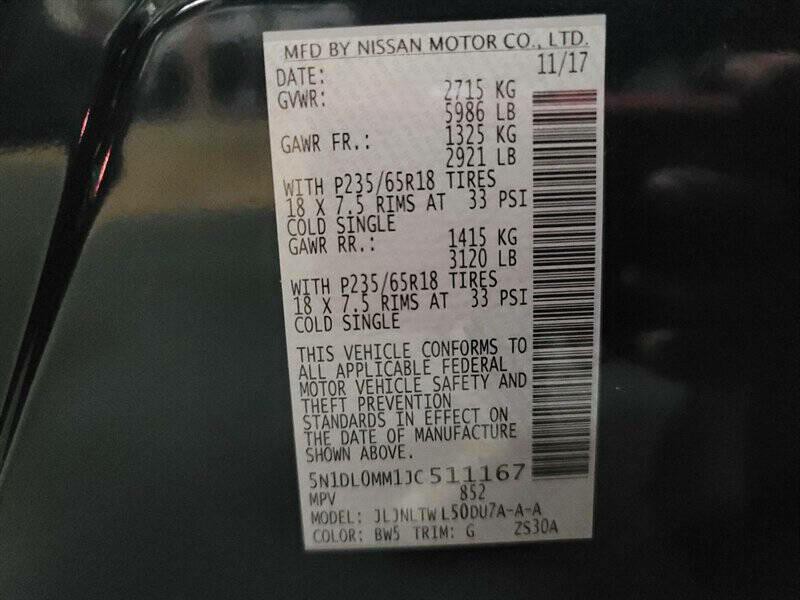 MFD BY NISSAN MOTOR CO., LTD.
DATE: 11/17
GVWR: 2715 KG
5986 LB
GAWR FR.: 1325 KG
2921 LB
WITH P235/65R18 TIRES
18 X 7.5 RIMS AT 33 PSI
COLD SINGLE
GAWR RR.: 1415 KG
3120 LB
WITH P235/65R18 TIRES
18 X 7.5 RIMS AT 33 PSI
COLD SINGLE
THIS VEHICLE CONFORMS TO
ALL APPLICABLE FEDERAL
MOTOR VEHICLE SAFETY AND
THEFT PREVENTION
STANDARDS IN EFFECT ON
THE DATE OF MANUFACTURE
SHOWN ABOVE.
5N1DL0MM1JC511167
MPV 852
MODEL: JLJNLTWL50DU7A-A-A
COLOR: BW5 TRIM: G ZS30A